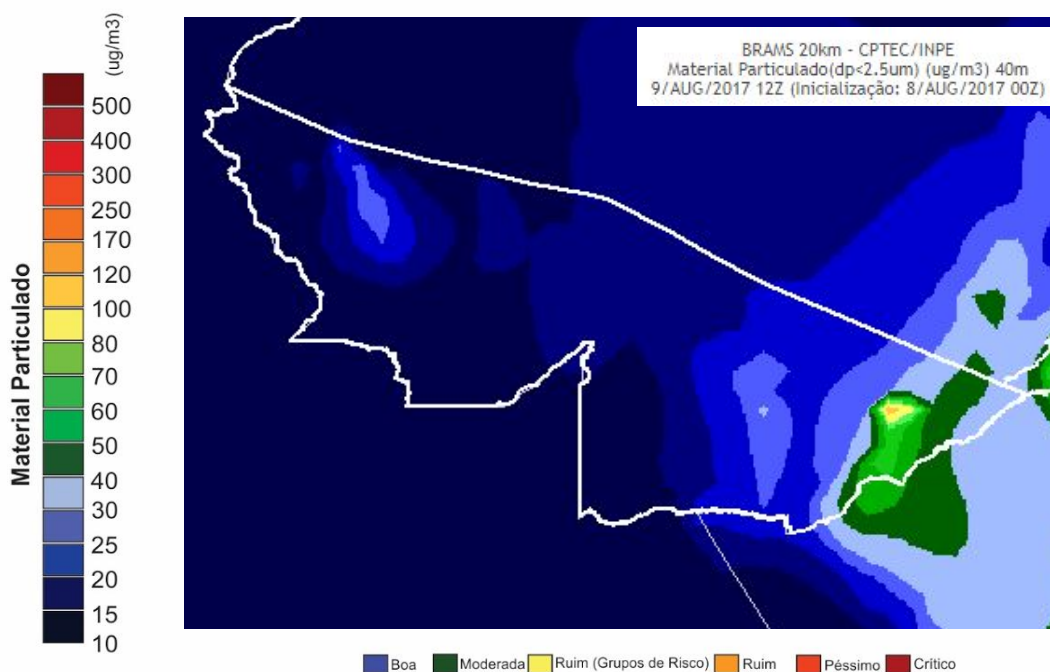 (ug/m3)
500
400
300
250
170
120
100
80
70
60
50
40
30
25
20
15
10
Material Particulado
BRAMS 20km - CPTEC/INPE
Material Particulado(dp<2.5um) (ug/m3) 40m
9/AUG/2017 12Z (Inicialização: 8/AUG/2017 00Z)
Boa Moderada Ruim (Grupos de Risco) Ruim Péssimo Crítico